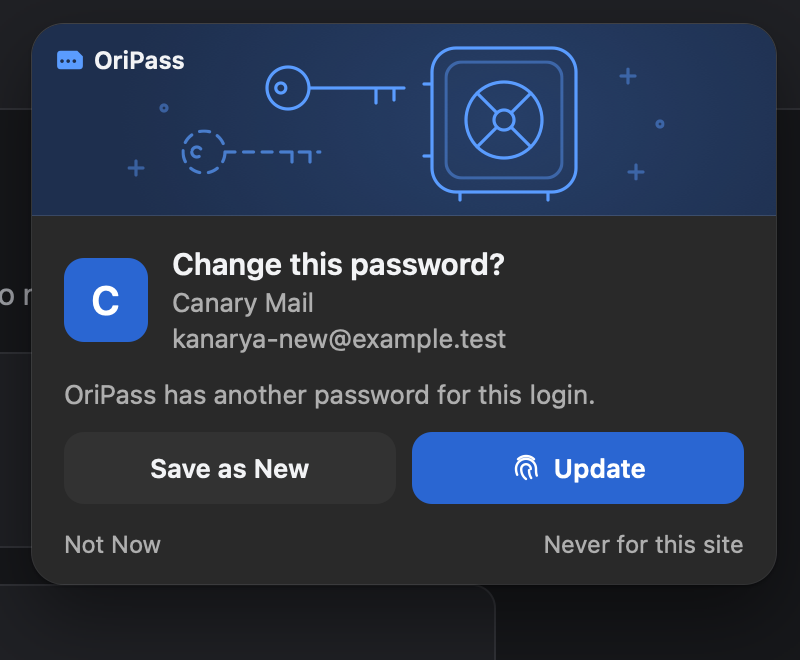 OriPass
Change this password?
Canary Mail
kanarya-new@example.test
OriPass has another password for this login.
C
Save as New
Update
Not Now
Never for this site